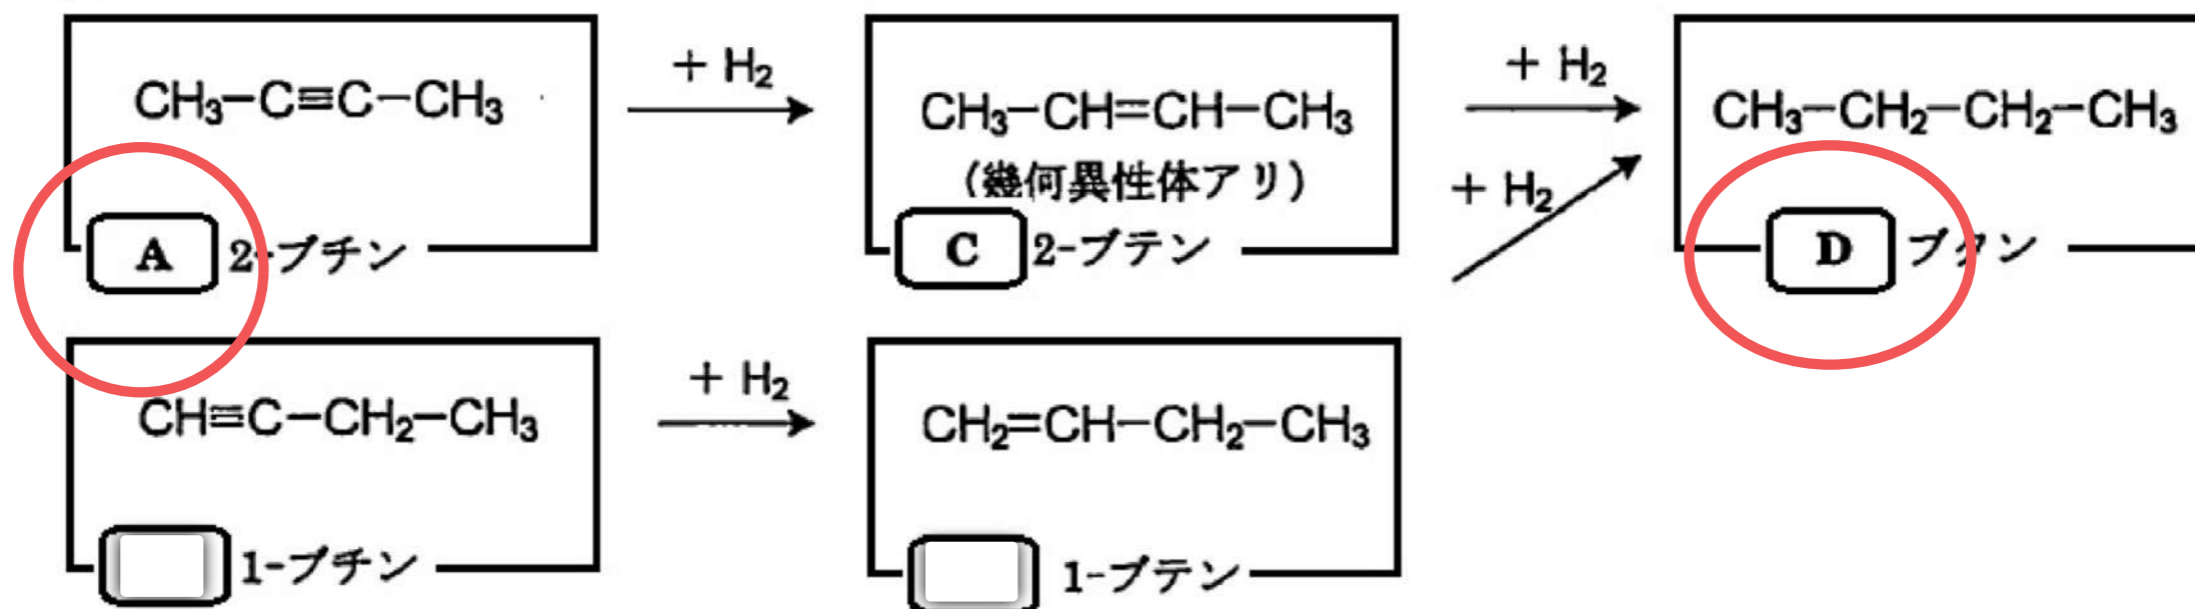 CH₃−C≡C−CH₃
+ H₂
CH₃−CH=CH−CH₃
(幾何異性体アリ)
+ H₂
+ H₂
CH₃−CH₂−CH₂−CH₃
A 2-ブチン
C 2-ブテン
D ブタン
CH≡C−CH₂−CH₃
+ H₂
CH₂=CH−CH₂−CH₃
1-ブチン
1-ブテン